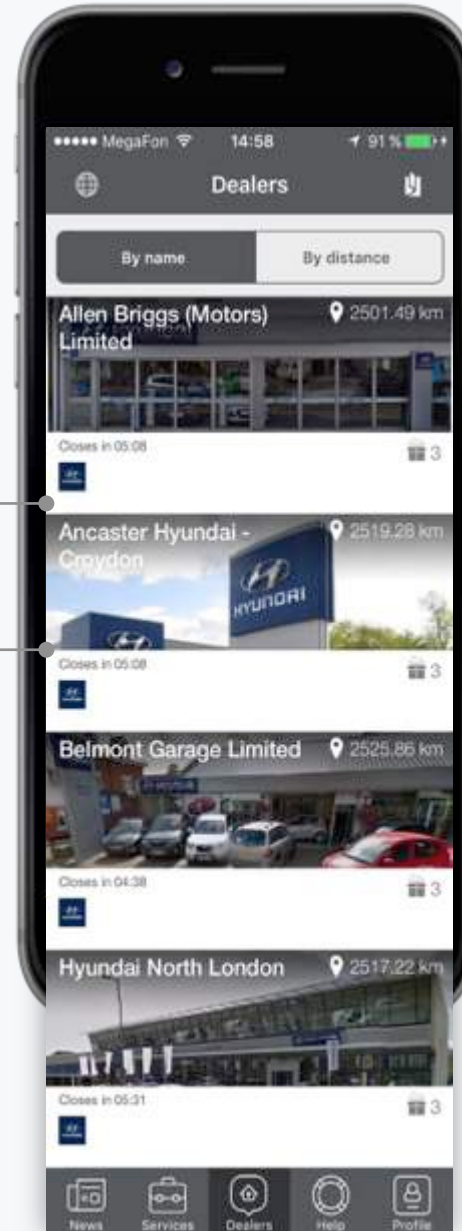 MegaFon 14:58 91 %
Dealers
By name By distance
Allen Briggs (Motors) 2501.49 km
Limited
Closes in 05:08 3
Ancaster Hyundai - 2519.28 km
Croydon
HYUNDAI
Closes in 05:08 3
Belmont Garage Limited 2525.86 km
Closes in 04:38 3
Hyundai North London 2517.22 km
Closes in 05:31 3
News Services Dealers Help Profile